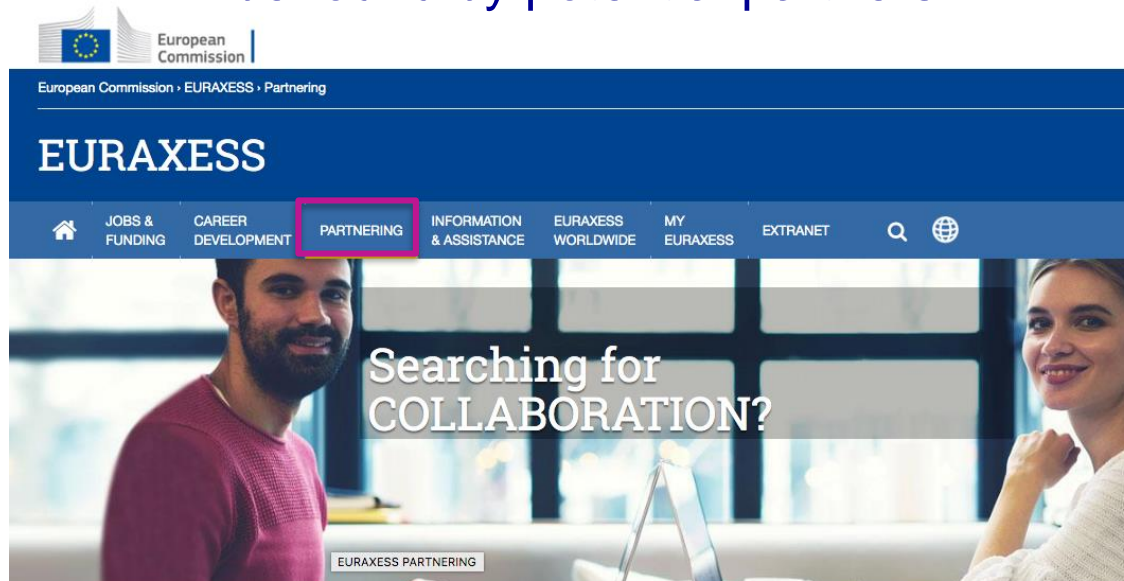 European
Commission
European Commission › EURAXESS › Partnering
EURAXESS
JOBS &
FUNDING
CAREER
DEVELOPMENT
PARTNERING
INFORMATION
& ASSISTANCE
EURAXESS
WORLDWIDE
MY
EURAXESS
EXTRANET
Searching for
COLLABORATION?
EURAXESS PARTNERING